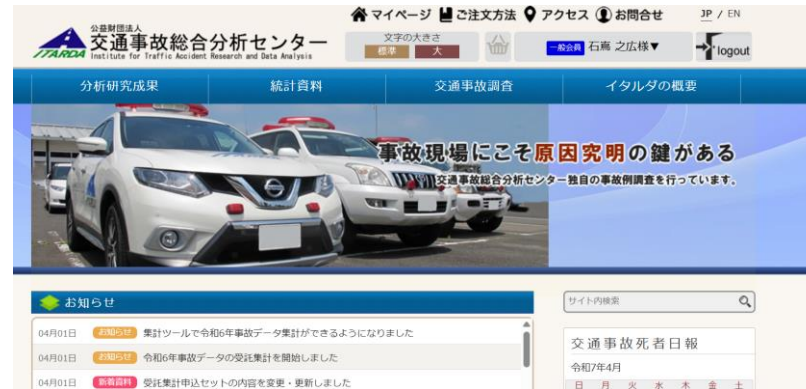 マイページ ご注文方法 アクセス お問合せ JP / EN
公益財団法人
交通事故総合分析センター
ITARDA Institute for Traffic Accident Research and Data Analysis
文字の大きさ
標準 大
一般会員 石嶌 之広様▼
logout
分析研究成果 統計資料 交通事故調査 イタルダの概要
事故現場にこそ原因究明の鍵がある
交通事故総合分析センター独自の事故例調査を行っています。
ITARDA
お知らせ
サイト内検索
04月01日 お知らせ 集計ツールで令和6年事故データ集計ができるようになりました
04月01日 お知らせ 令和6年事故データの受託集計を開始しました
04月01日 新着資料 受託集計申込セットの内容を変更・更新しました
交通事故死者日報
令和7年4月
日 月 火 水 木 金 土